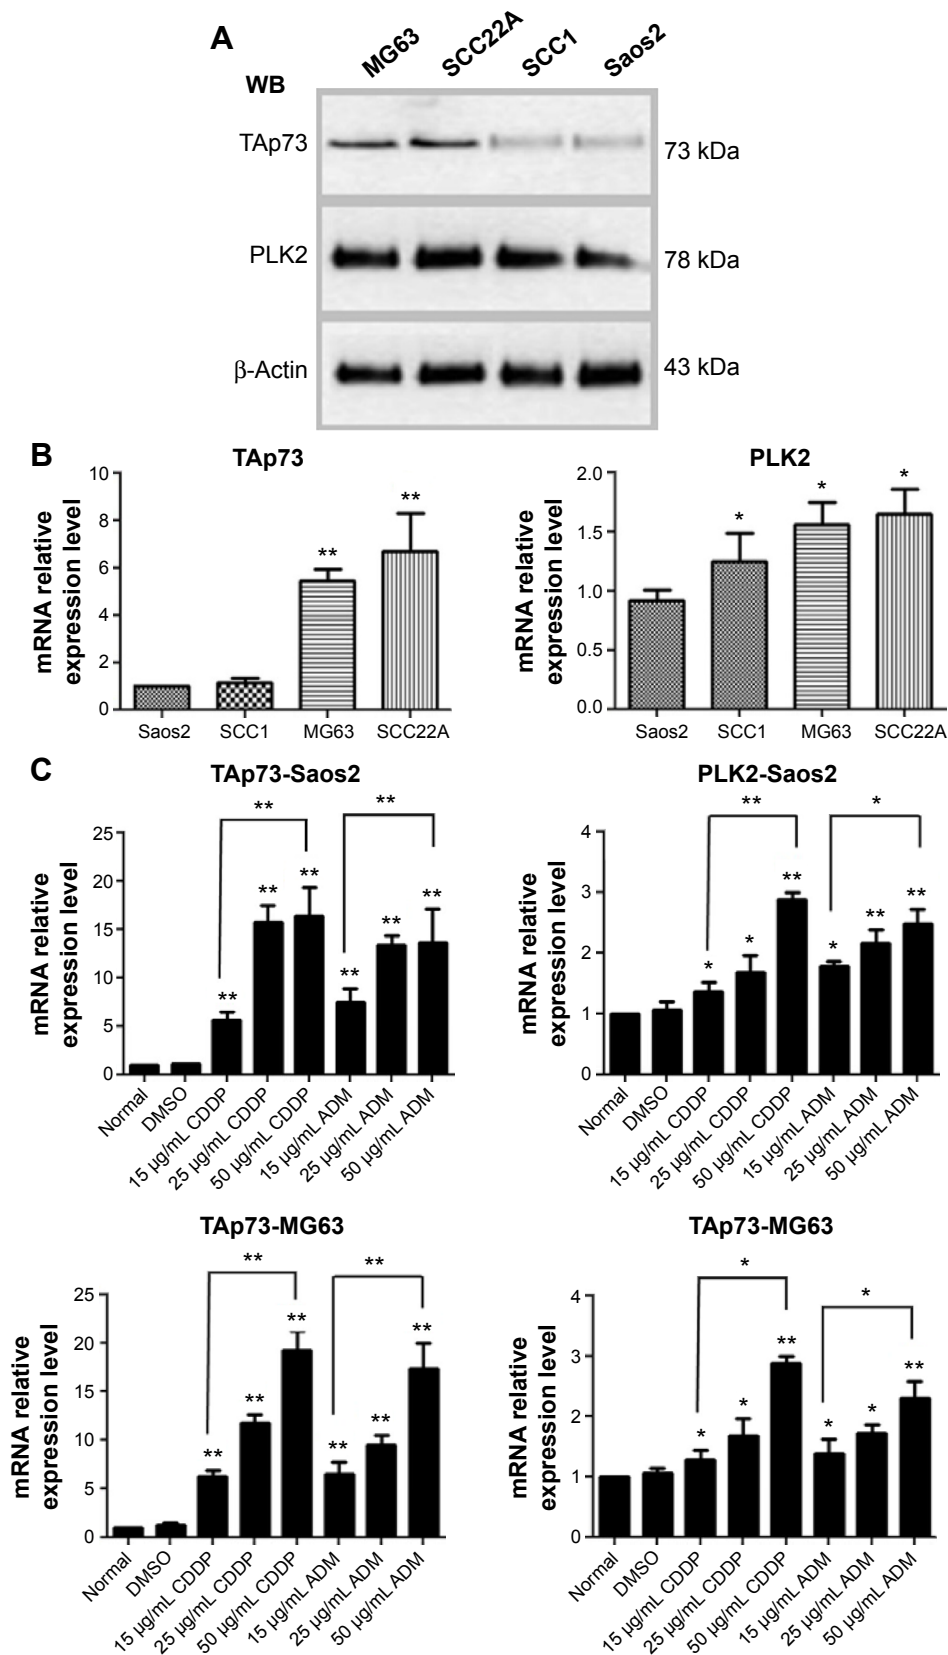 A
MG63 SCC22A SCC1 Saos2
WB
TAp73
73 kDa
PLK2
78 kDa
β-Actin
43 kDa
B
TAp73
mRNA relative
expression level
10
8
6
4
2
0
**
**
Saos2 SCC1 MG63 SCC22A
PLK2
mRNA relative
expression level
2.0
1.5
1.0
0.5
0.0
*
*
*
Saos2 SCC1 MG63 SCC22A
C
TAp73-Saos2
mRNA relative
expression level
25
20
15
10
5
0
** **
** ** ** ** ** **
Normal
DMSO
15 µg/mL CDDP
25 µg/mL CDDP
50 µg/mL CDDP
15 µg/mL ADM
25 µg/mL ADM
50 µg/mL ADM
PLK2-Saos2
mRNA relative
expression level
4
3
2
1
0
** *
* * ** * ** **
Normal
DMSO
15 µg/mL CDDP
25 µg/mL CDDP
50 µg/mL CDDP
15 µg/mL ADM
25 µg/mL ADM
50 µg/mL ADM
TAp73-MG63
mRNA relative
expression level
25
20
15
10
5
0
** **
** ** ** ** ** **
Normal
DMSO
15 µg/mL CDDP
25 µg/mL CDDP
50 µg/mL CDDP
15 µg/mL ADM
25 µg/mL ADM
50 µg/mL ADM
TAp73-MG63
mRNA relative
expression level
4
3
2
1
0
* *
* * ** * * **
Normal
DMSO
15 µg/mL CDDP
25 µg/mL CDDP
50 µg/mL CDDP
15 µg/mL ADM
25 µg/mL ADM
50 µg/mL ADM